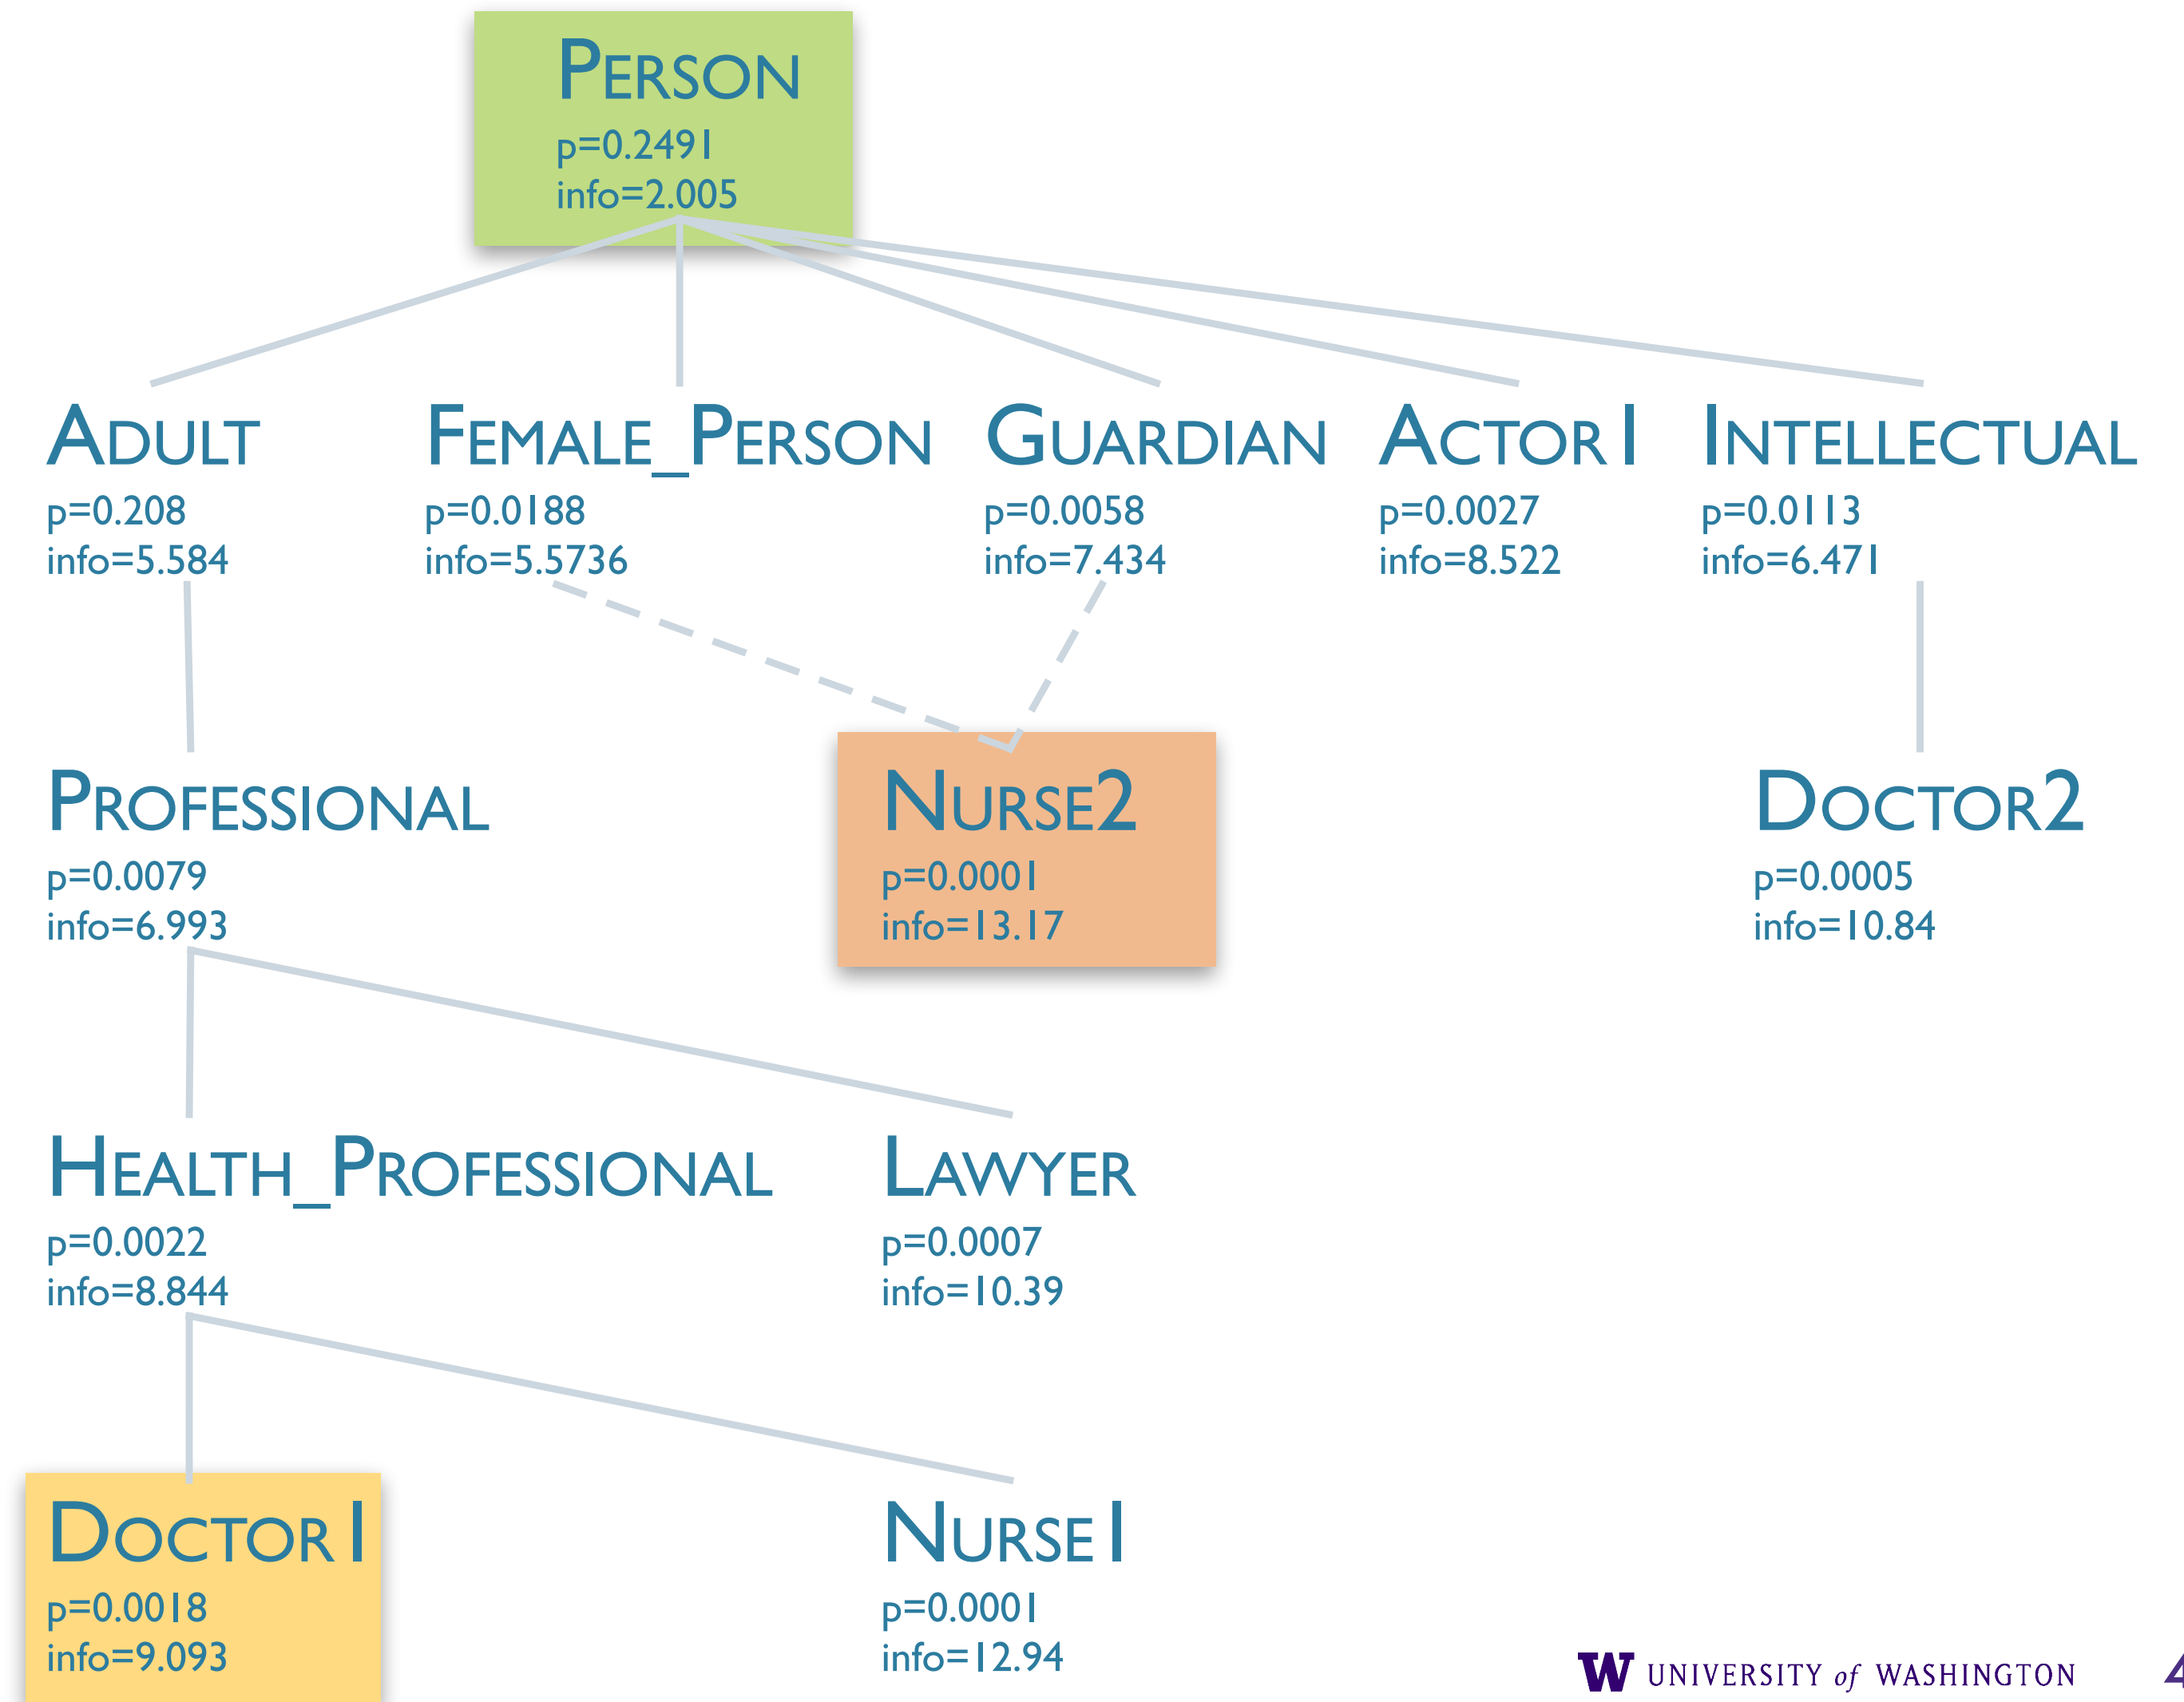 PERSON
p=0.2491
info=2.005
ADULT
p=0.208
info=5.584
FEMALE_PERSON
p=0.0188
info=5.5736
GUARDIAN
p=0.0058
info=7.434
ACTOR1
p=0.0027
info=8.522
INTELLECTUAL
p=0.0113
info=6.471
PROFESSIONAL
p=0.0079
info=6.993
NURSE2
p=0.0001
info=13.17
DOCTOR2
p=0.0005
info=10.84
HEALTH_PROFESSIONAL
p=0.0022
info=8.844
LAWYER
p=0.0007
info=10.39
DOCTOR1
p=0.0018
info=9.093
NURSE1
p=0.0001
info=12.94
W UNIVERSITY of WASHINGTON